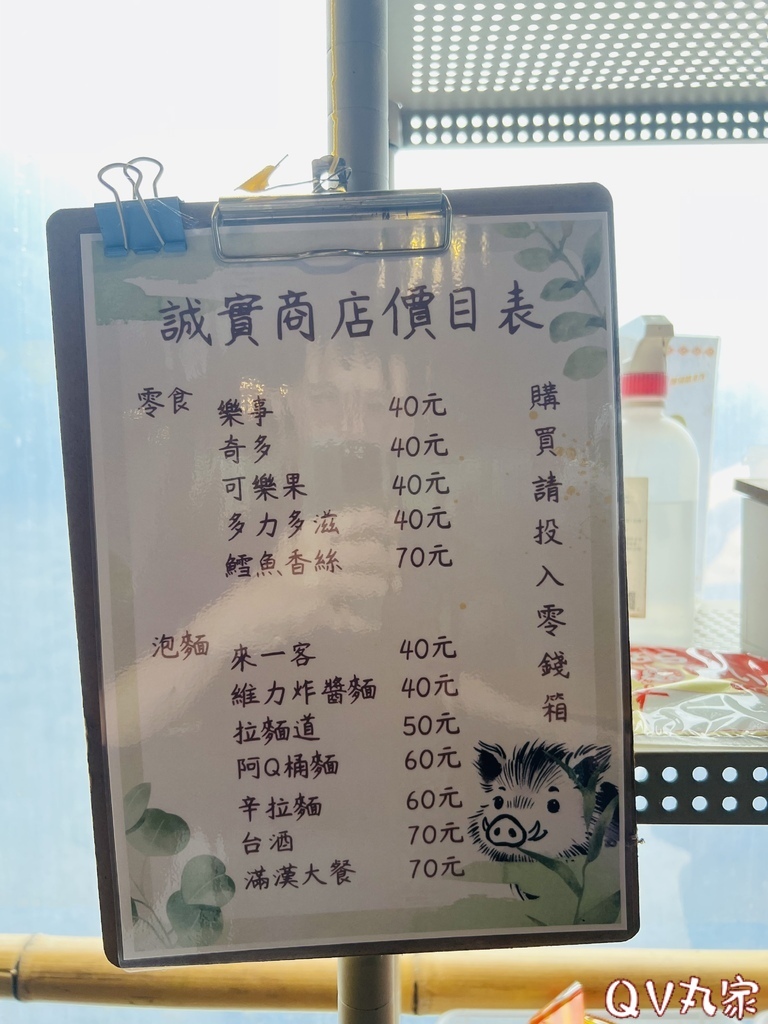 誠實商店價目表
零食 樂事 40元
奇多 40元
可樂果 40元
多力多滋 40元
鱈魚香絲 70元
泡麵 來一客 40元
維力炸醬麵 40元
拉麵道 50元
阿Q桶麵 60元
辛拉麵 60元
台酒 70元
滿漢大餐 70元
購買請投入零錢箱
QV丸家